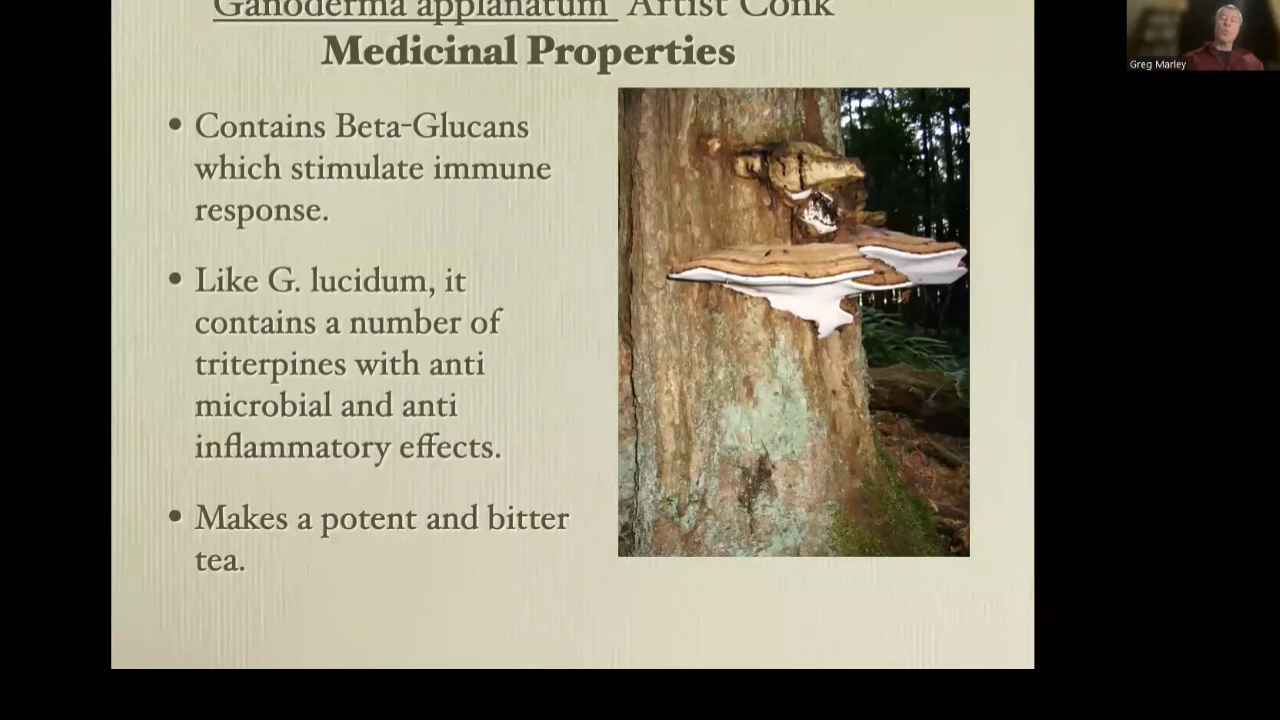 Ganoderma applanatum Artist Conk
Medicinal Properties
Greg Marley
• Contains Beta-Glucans
which stimulate immune
response.
• Like G. lucidum, it
contains a number of
triterpines with anti
microbial and anti
inflammatory effects.
• Makes a potent and bitter
tea.